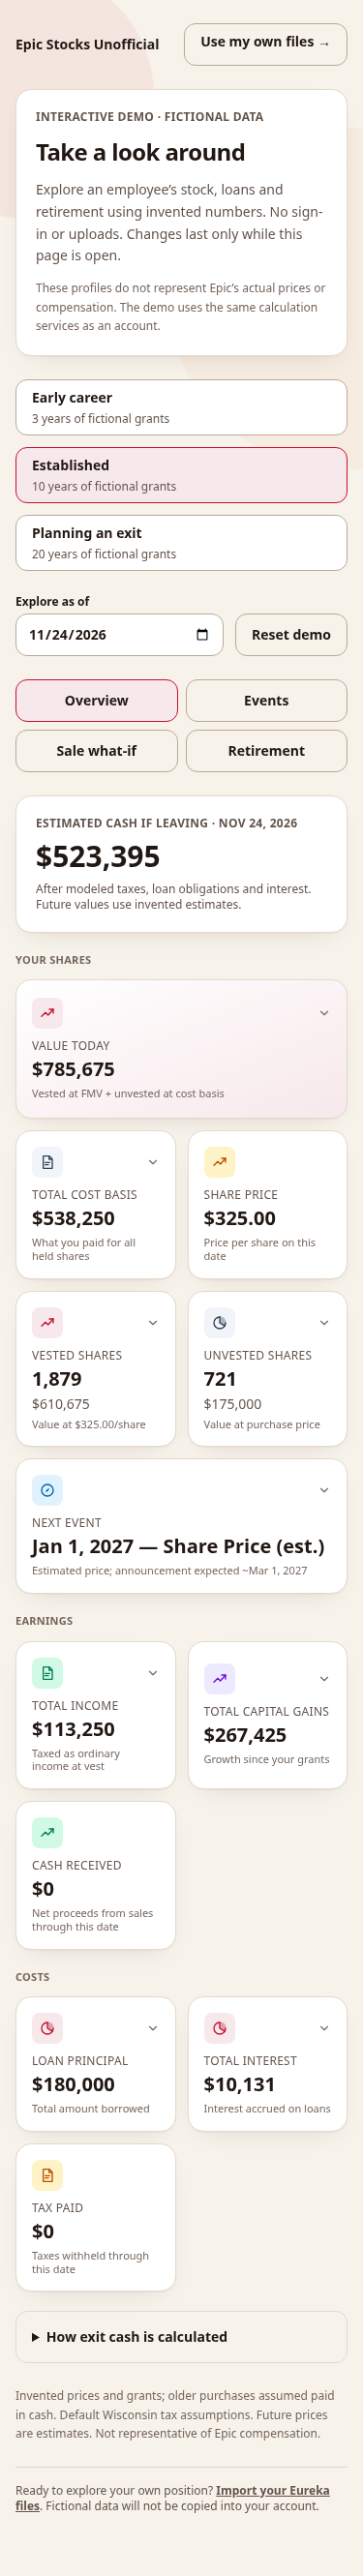 Epic Stocks Unofficial
Use my own files →
INTERACTIVE DEMO · FICTIONAL DATA
Take a look around
Explore an employee's stock, loans and
retirement using invented numbers. No sign-
in or uploads. Changes last only while this
page is open.
These profiles do not represent Epic's actual prices or
compensation. The demo uses the same calculation
services as an account.
Early career
3 years of fictional grants
Established
10 years of fictional grants
Planning an exit
20 years of fictional grants
Explore as of
11/24/2026
Reset demo
Overview
Events
Sale what-if
Retirement
ESTIMATED CASH IF LEAVING · NOV 24, 2026
$523,395
After modeled taxes, loan obligations and interest.
Future values use invented estimates.
YOUR SHARES
VALUE TODAY
$785,675
Vested at FMV + unvested at cost basis
TOTAL COST BASIS
$538,250
What you paid for all
held shares
SHARE PRICE
$325.00
Price per share on this
date
VESTED SHARES
1,879
$610,675
Value at $325.00/share
UNVESTED SHARES
721
$175,000
Value at purchase price
NEXT EVENT
Jan 1, 2027 — Share Price (est.)
Estimated price; announcement expected ~Mar 1, 2027
EARNINGS
TOTAL INCOME
$113,250
Taxed as ordinary
income at vest
TOTAL CAPITAL GAINS
$267,425
Growth since your grants
CASH RECEIVED
$0
Net proceeds from sales
through this date
COSTS
LOAN PRINCIPAL
$180,000
Total amount borrowed
TOTAL INTEREST
$10,131
Interest accrued on loans
TAX PAID
$0
Taxes withheld through
this date
How exit cash is calculated
Invented prices and grants; older purchases assumed paid
in cash. Default Wisconsin tax assumptions. Future prices
are estimates. Not representative of Epic compensation.
Ready to explore your own position? Import your Eureka
files. Fictional data will not be copied into your account.